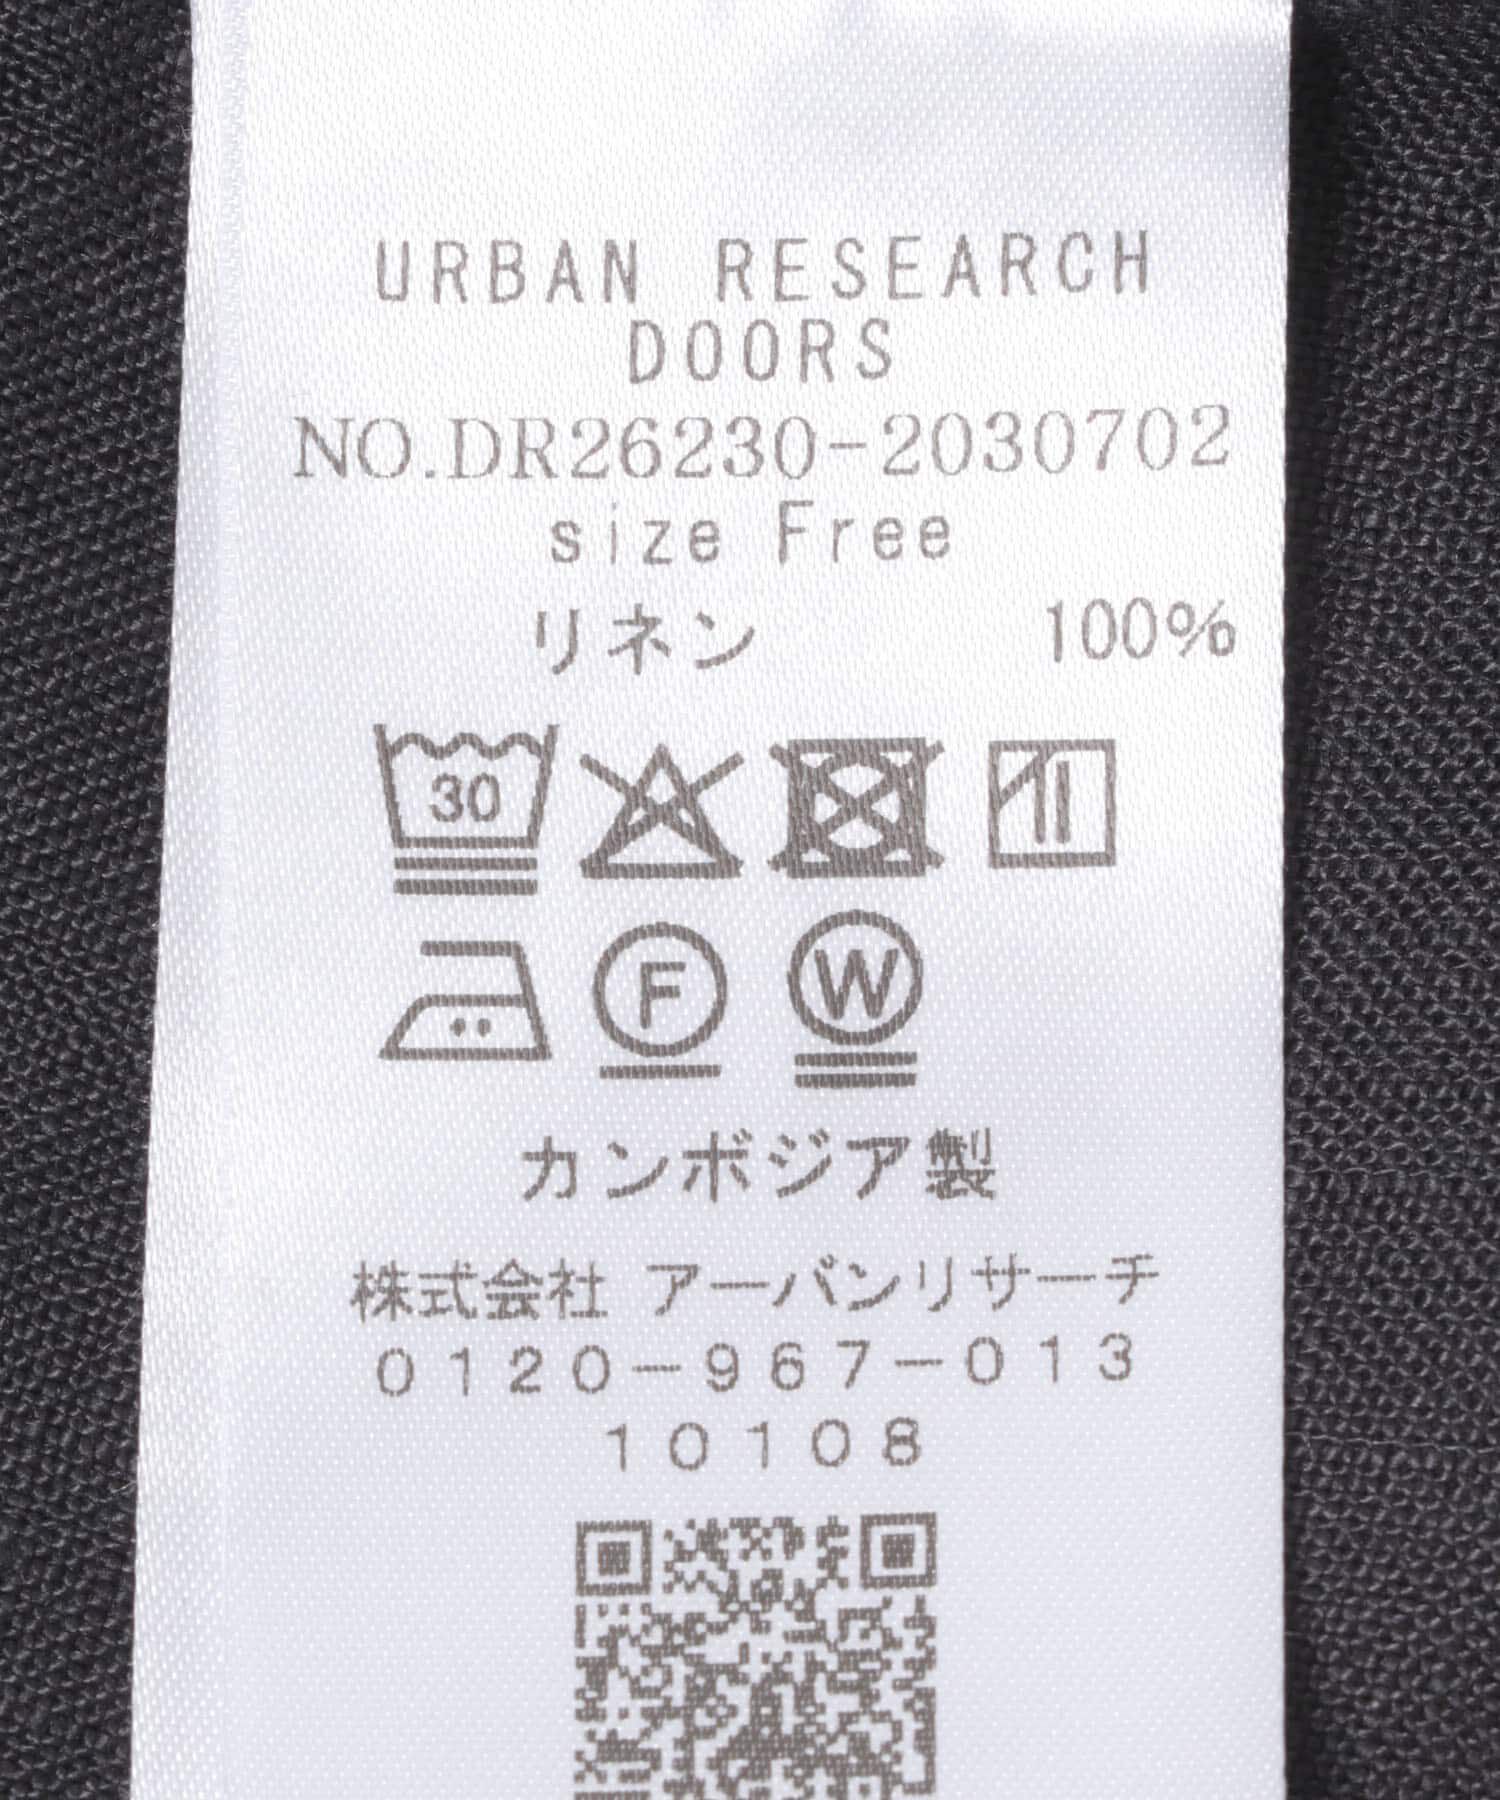 URBAN RESEARCH
DOORS
NO.DR26230-2030702
size Free
リネン 100%
30
F W
カンボジア製
株式会社 アーバンリサーチ
0120-967-013
10108